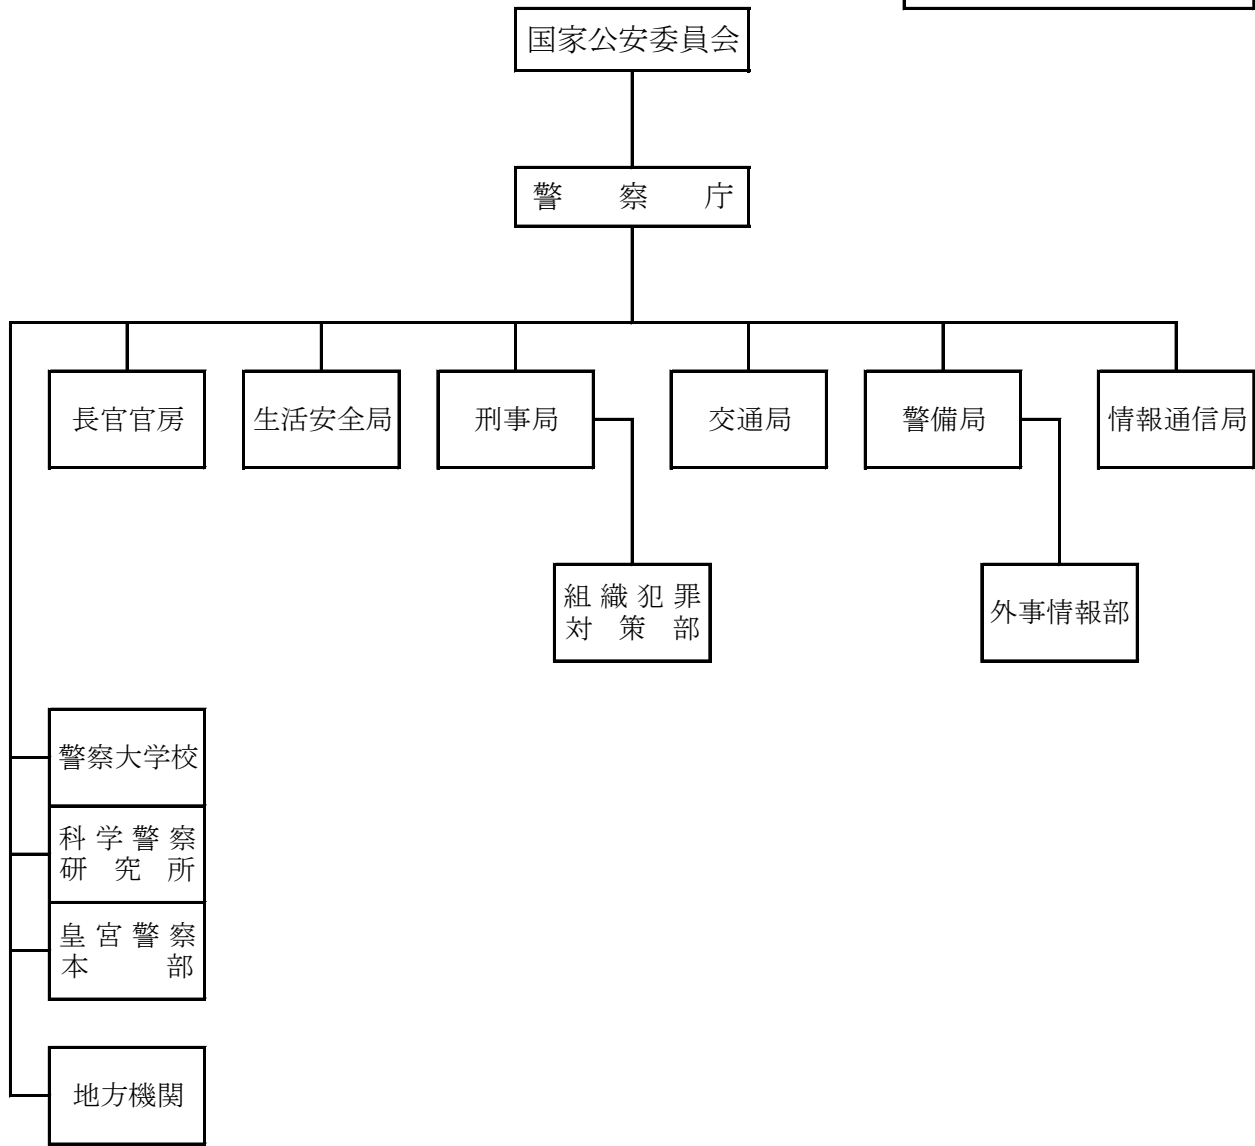 国家公安委員会
警察庁
長官官房
生活安全局
刑事局
交通局
警備局
情報通信局
組織犯罪
対策部
外事情報部
警察大学校
科学警察
研究所
皇宮警察
本部
地方機関